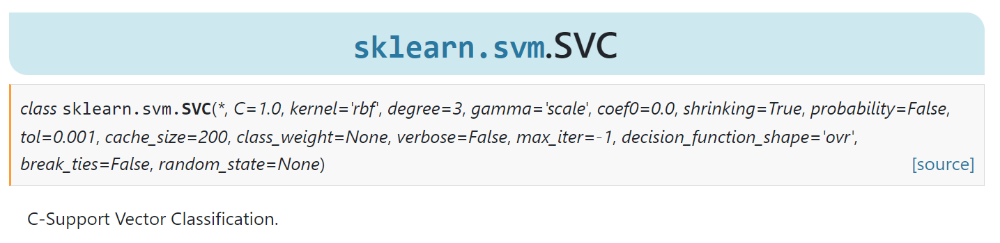 sklearn.svm.SVC
class sklearn.svm.SVC(*, C=1.0, kernel='rbf', degree=3, gamma='scale', coef0=0.0, shrinking=True, probability=False,
tol=0.001, cache_size=200, class_weight=None, verbose=False, max_iter=-1, decision_function_shape='ovr',
break_ties=False, random_state=None) [source]
C-Support Vector Classification.